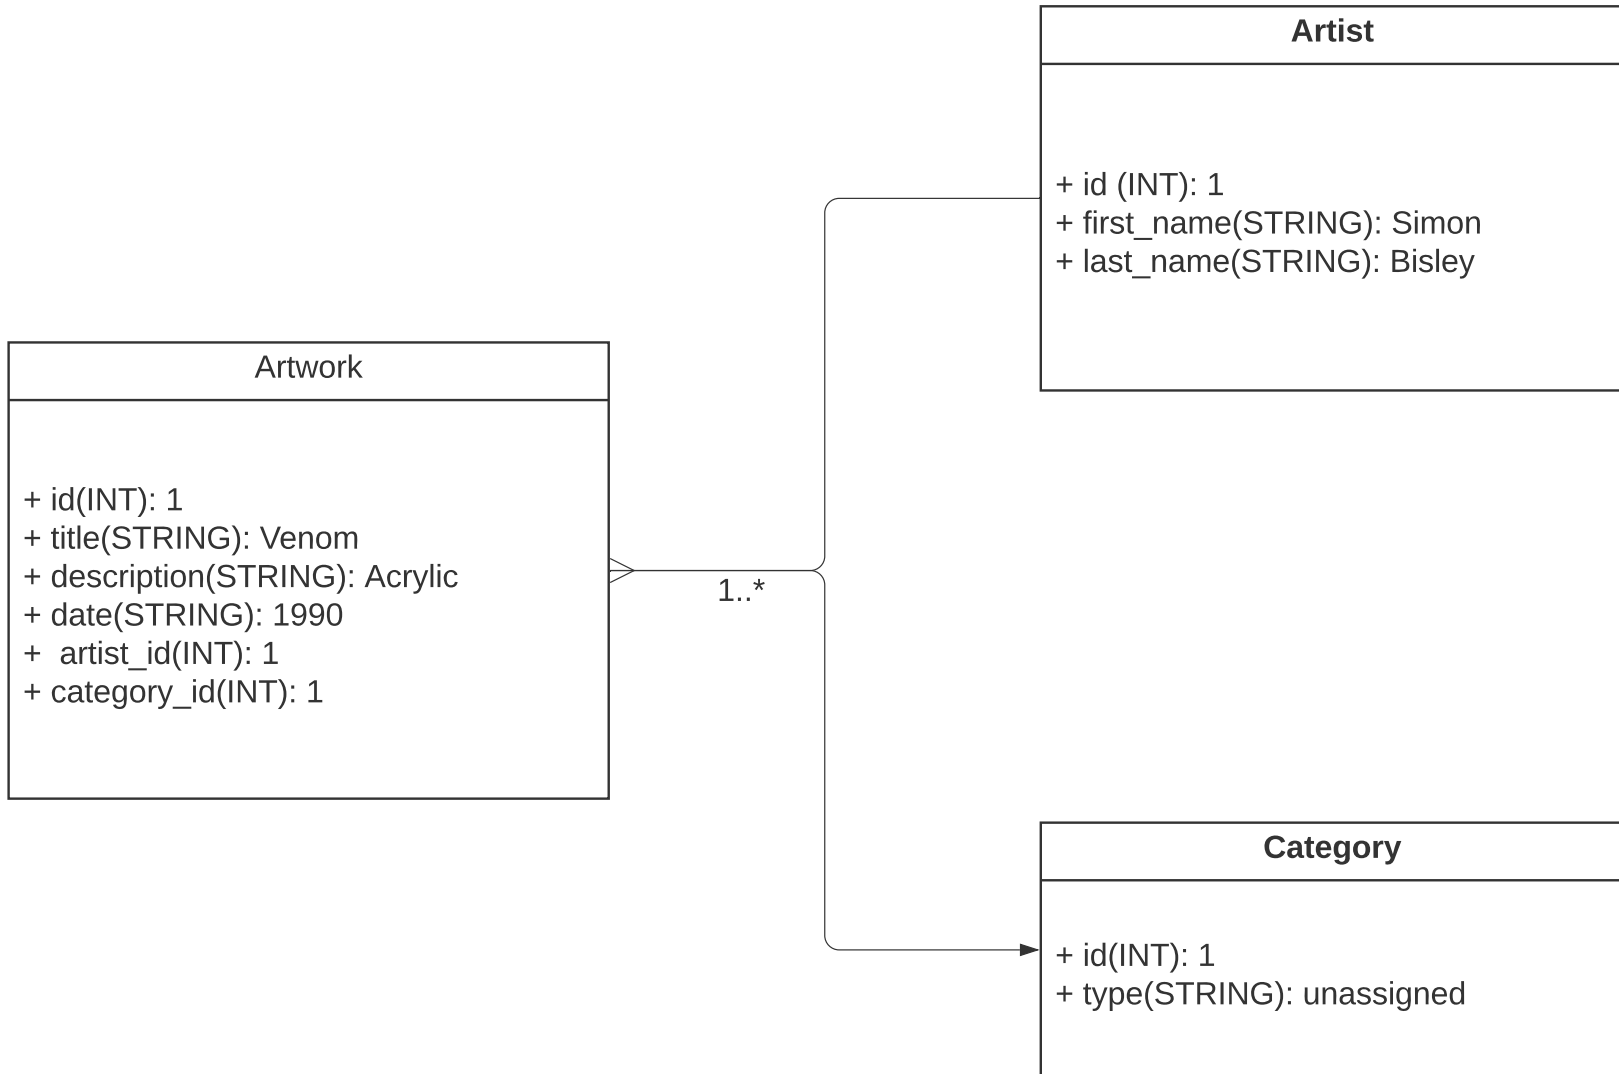 Artist
+ id (INT): 1
+ first_name(STRING): Simon
+ last_name(STRING): Bisley
Artwork
+ id(INT): 1
+ title(STRING): Venom
+ description(STRING): Acrylic
+ date(STRING): 1990
+  artist_id(INT): 1
+ category_id(INT): 1
1..*
Category
+ id(INT): 1
+ type(STRING): unassigned